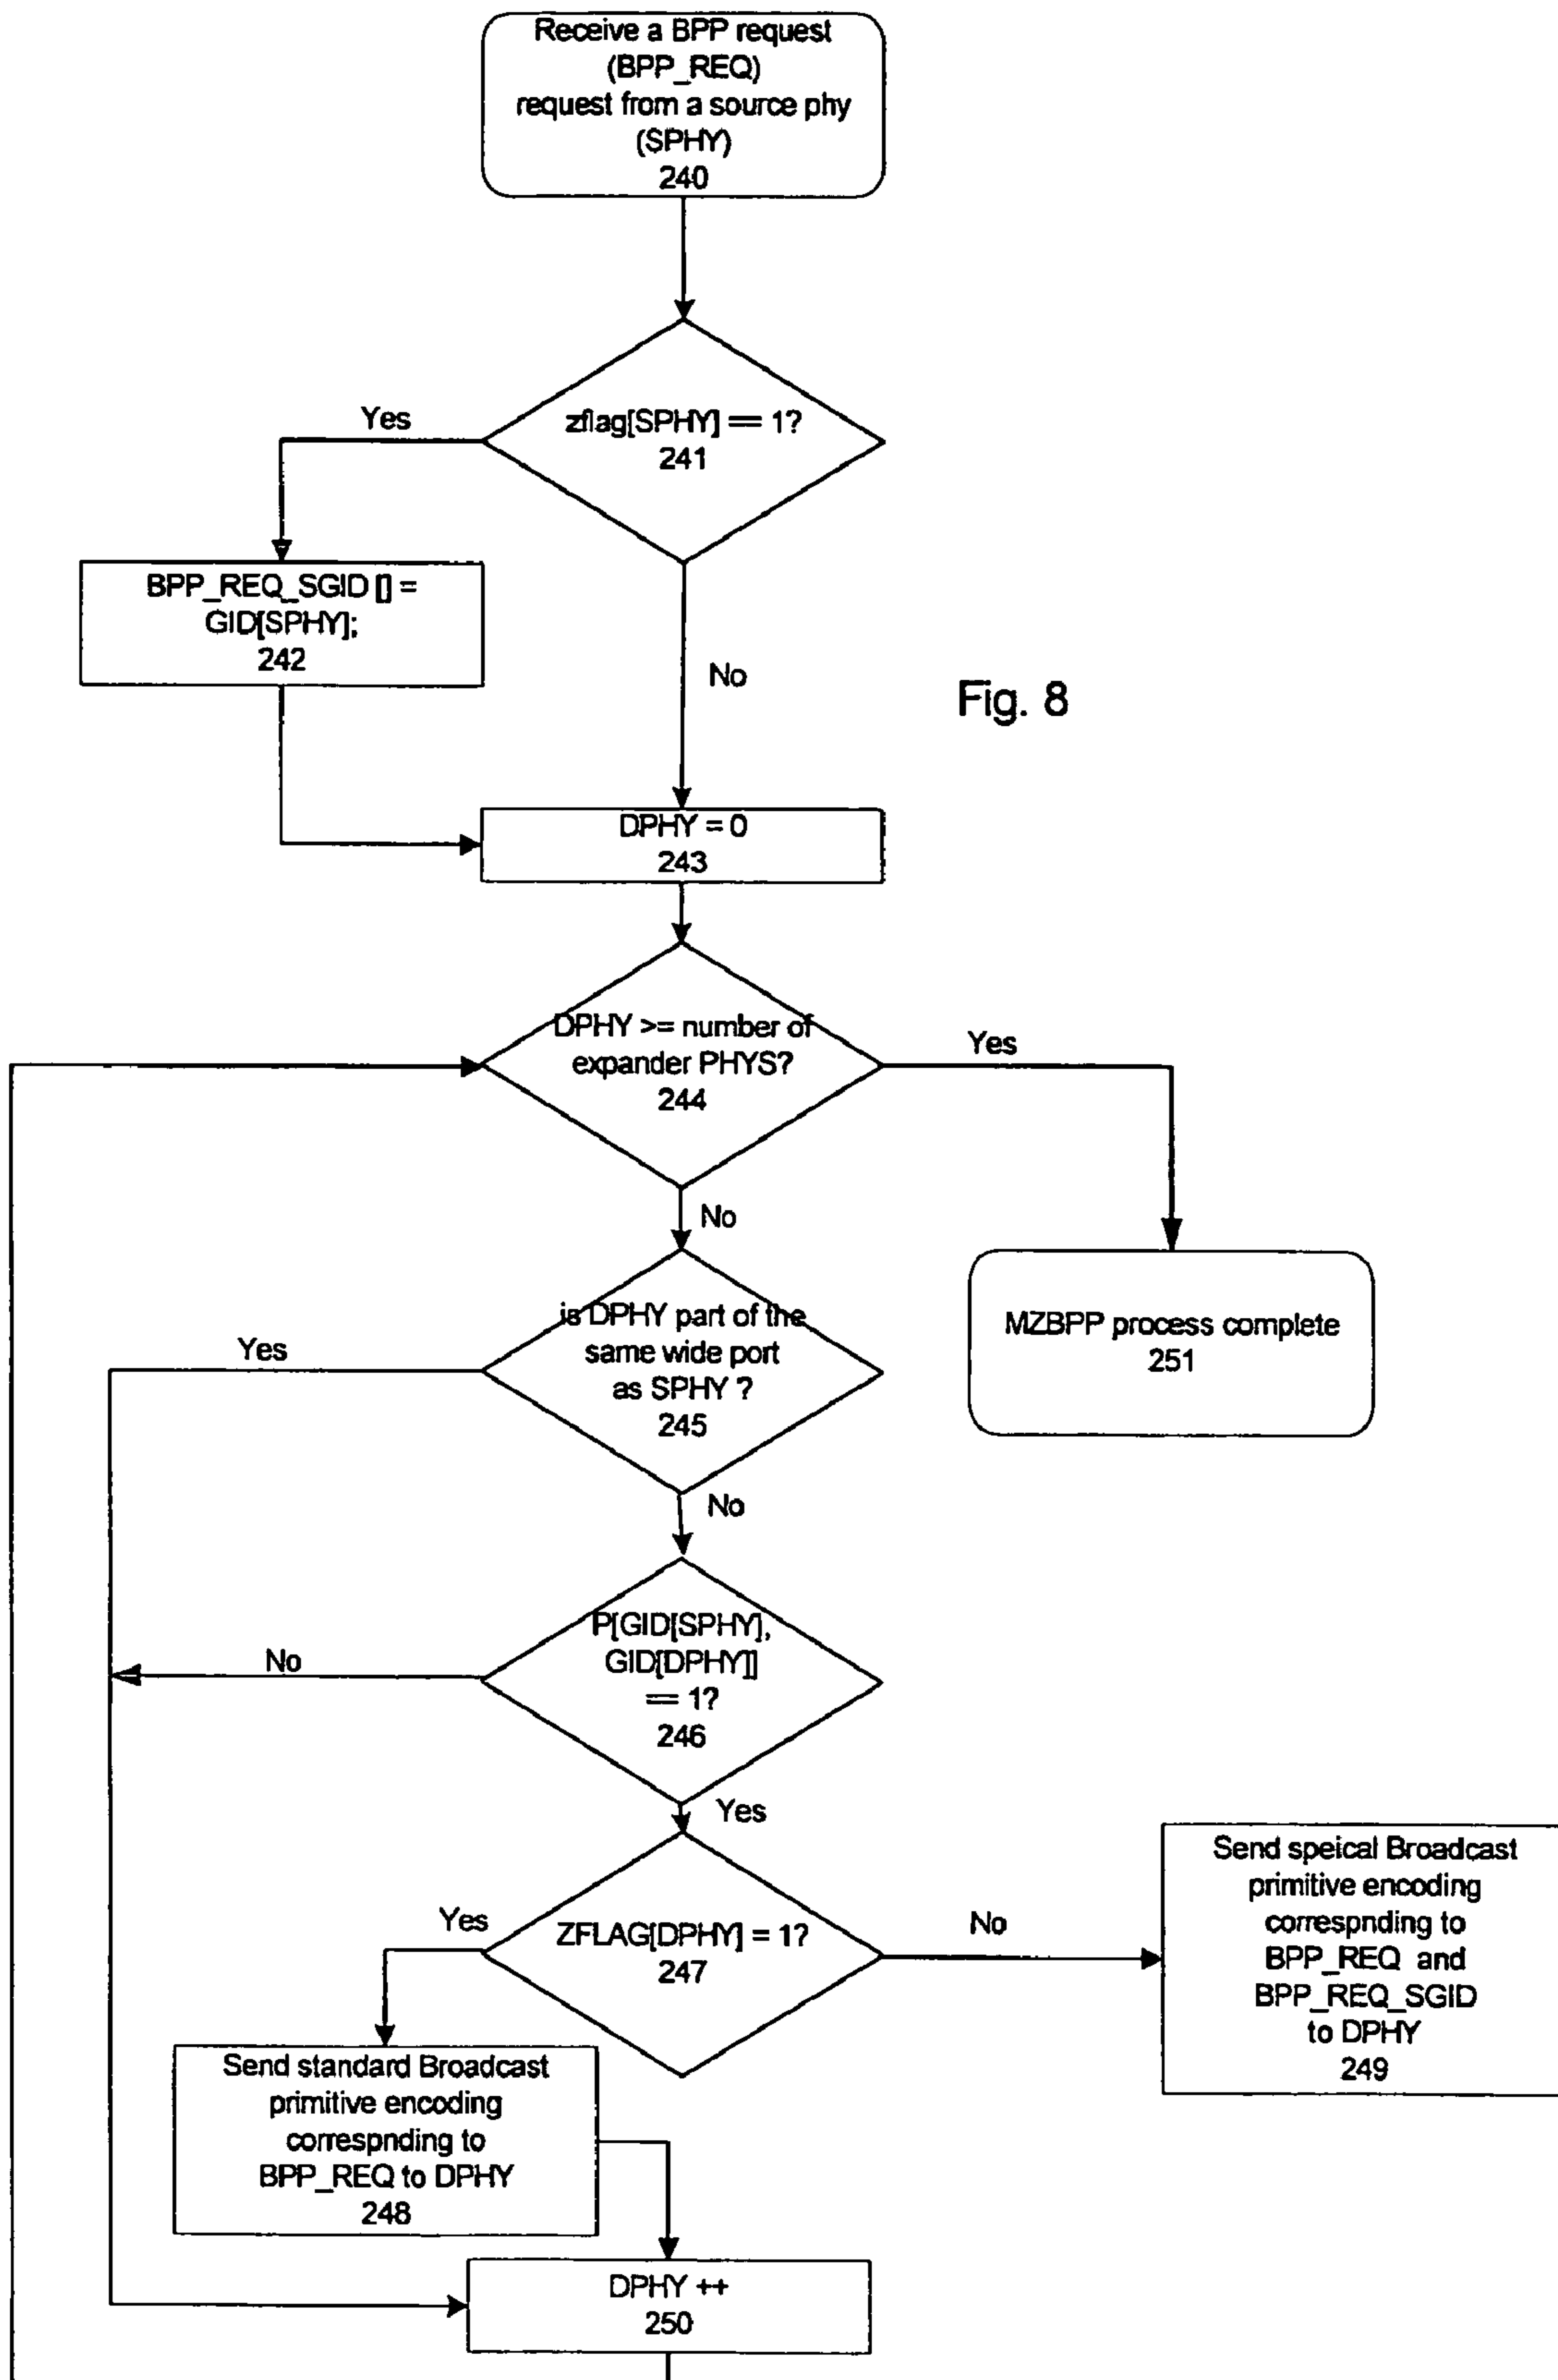 Receive a BPP request
(BPP_REQ)
request from a source phy
(SPHY)
240
zflag[SPHY] == 1?
241
Yes
BPP_REQ_SGID [] =
GID[SPHY];
242
No
Fig. 8
DPHY = 0
243
DPHY >= number of
expander PHYS?
244
Yes
No
is DPHY part of the
same wide port
as SPHY ?
245
Yes
MZBPP process complete
251
No
P[GID[SPHY],
GID[DPHY]]
== 1?
246
No
Yes
ZFLAG[DPHY] = 1?
247
Yes
No
Send speical Broadcast
primitive encoding
correspnding to
BPP_REQ and
BPP_REQ_SGID
to DPHY
249
Send standard Broadcast
primitive encoding
correspnding to
BPP_REQ to DPHY
248
DPHY ++
250